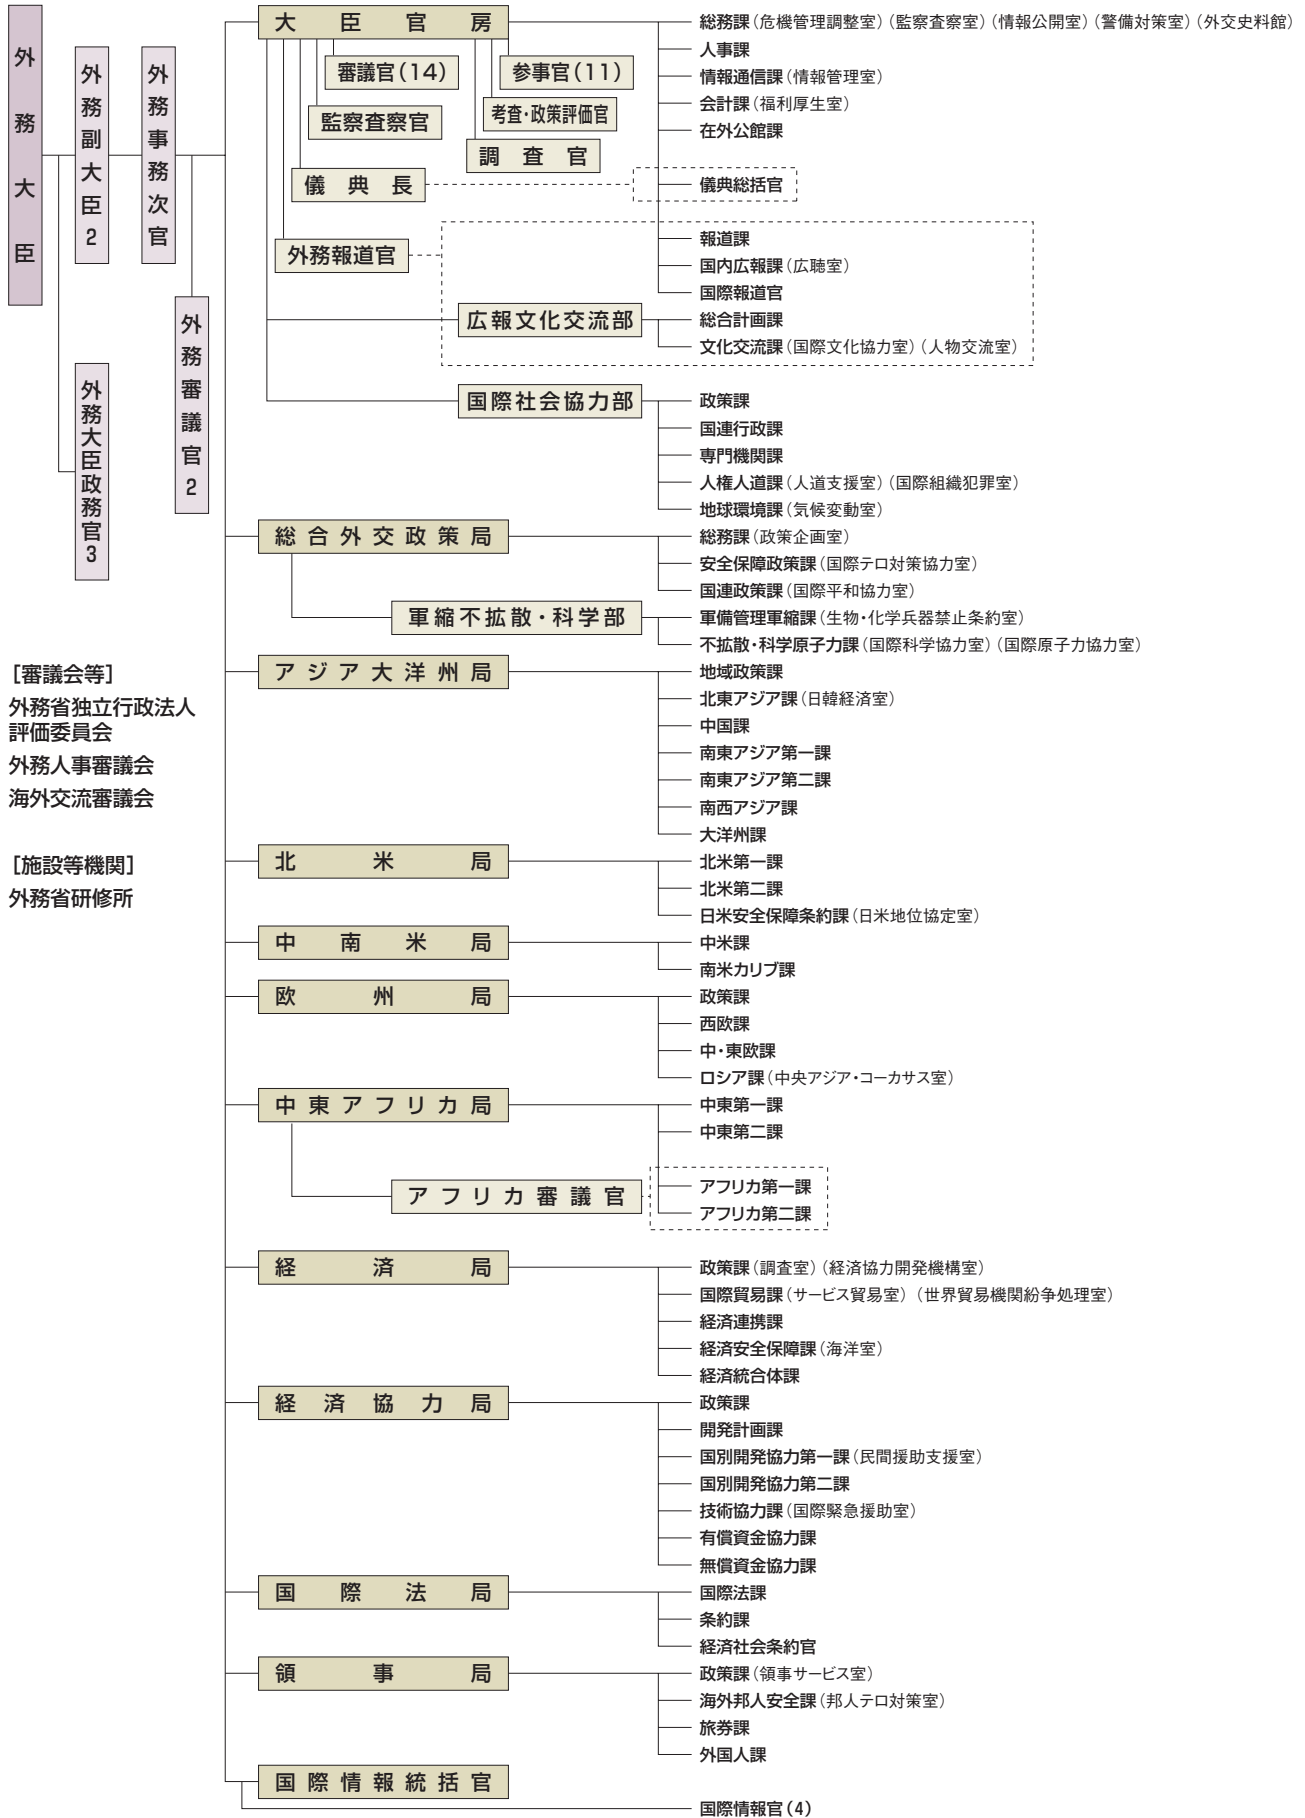 外務大臣
外務副大臣2
外務事務次官
外務審議官2
外務大臣政務官3
[審議会等]
外務省独立行政法人
評価委員会
外務人事審議会
海外交流審議会
[施設等機関]
外務省研修所
大臣官房
審議官(14)
参事官(11)
監察査察官
考査・政策評価官
調査官
儀典長
外務報道官
総務課(危機管理調整室)(監察査察室)(情報公開室)(警備対策室)(外交史料館)
人事課
情報通信課(情報管理室)
会計課(福利厚生室)
在外公館課
儀典総括官
報道課
国内広報課(広聴室)
国際報道官
広報文化交流部
総合計画課
文化交流課(国際文化協力室)(人物交流室)
国際社会協力部
政策課
国連行政課
専門機関課
人権人道課(人道支援室)(国際組織犯罪室)
地球環境課(気候変動室)
総合外交政策局
総務課(政策企画室)
安全保障政策課(国際テロ対策協力室)
国連政策課(国際平和協力室)
軍縮不拡散・科学部
軍備管理軍縮課(生物・化学兵器禁止条約室)
不拡散・科学原子力課(国際科学協力室)(国際原子力協力室)
アジア大洋州局
地域政策課
北東アジア課(日韓経済室)
中国課
南東アジア第一課
南東アジア第二課
南西アジア課
大洋州課
北米局
北米第一課
北米第二課
日米安全保障条約課(日米地位協定室)
中南米局
中米課
南米カリブ課
欧州局
政策課
西欧課
中・東欧課
ロシア課(中央アジア・コーカサス室)
中東アフリカ局
中東第一課
中東第二課
アフリカ審議官
アフリカ第一課
アフリカ第二課
経済局
政策課(調査室)(経済協力開発機構室)
国際貿易課(サービス貿易室)(世界貿易機関紛争処理室)
経済連携課
経済安全保障課(海洋室)
経済統合体課
経済協力局
政策課
開発計画課
国別開発協力第一課(民間援助支援室)
国別開発協力第二課
技術協力課(国際緊急援助室)
有償資金協力課
無償資金協力課
国際法局
国際法課
条約課
経済社会条約官
領事局
政策課(領事サービス室)
海外邦人安全課(邦人テロ対策室)
旅券課
外国人課
国際情報統括官
国際情報官(4)